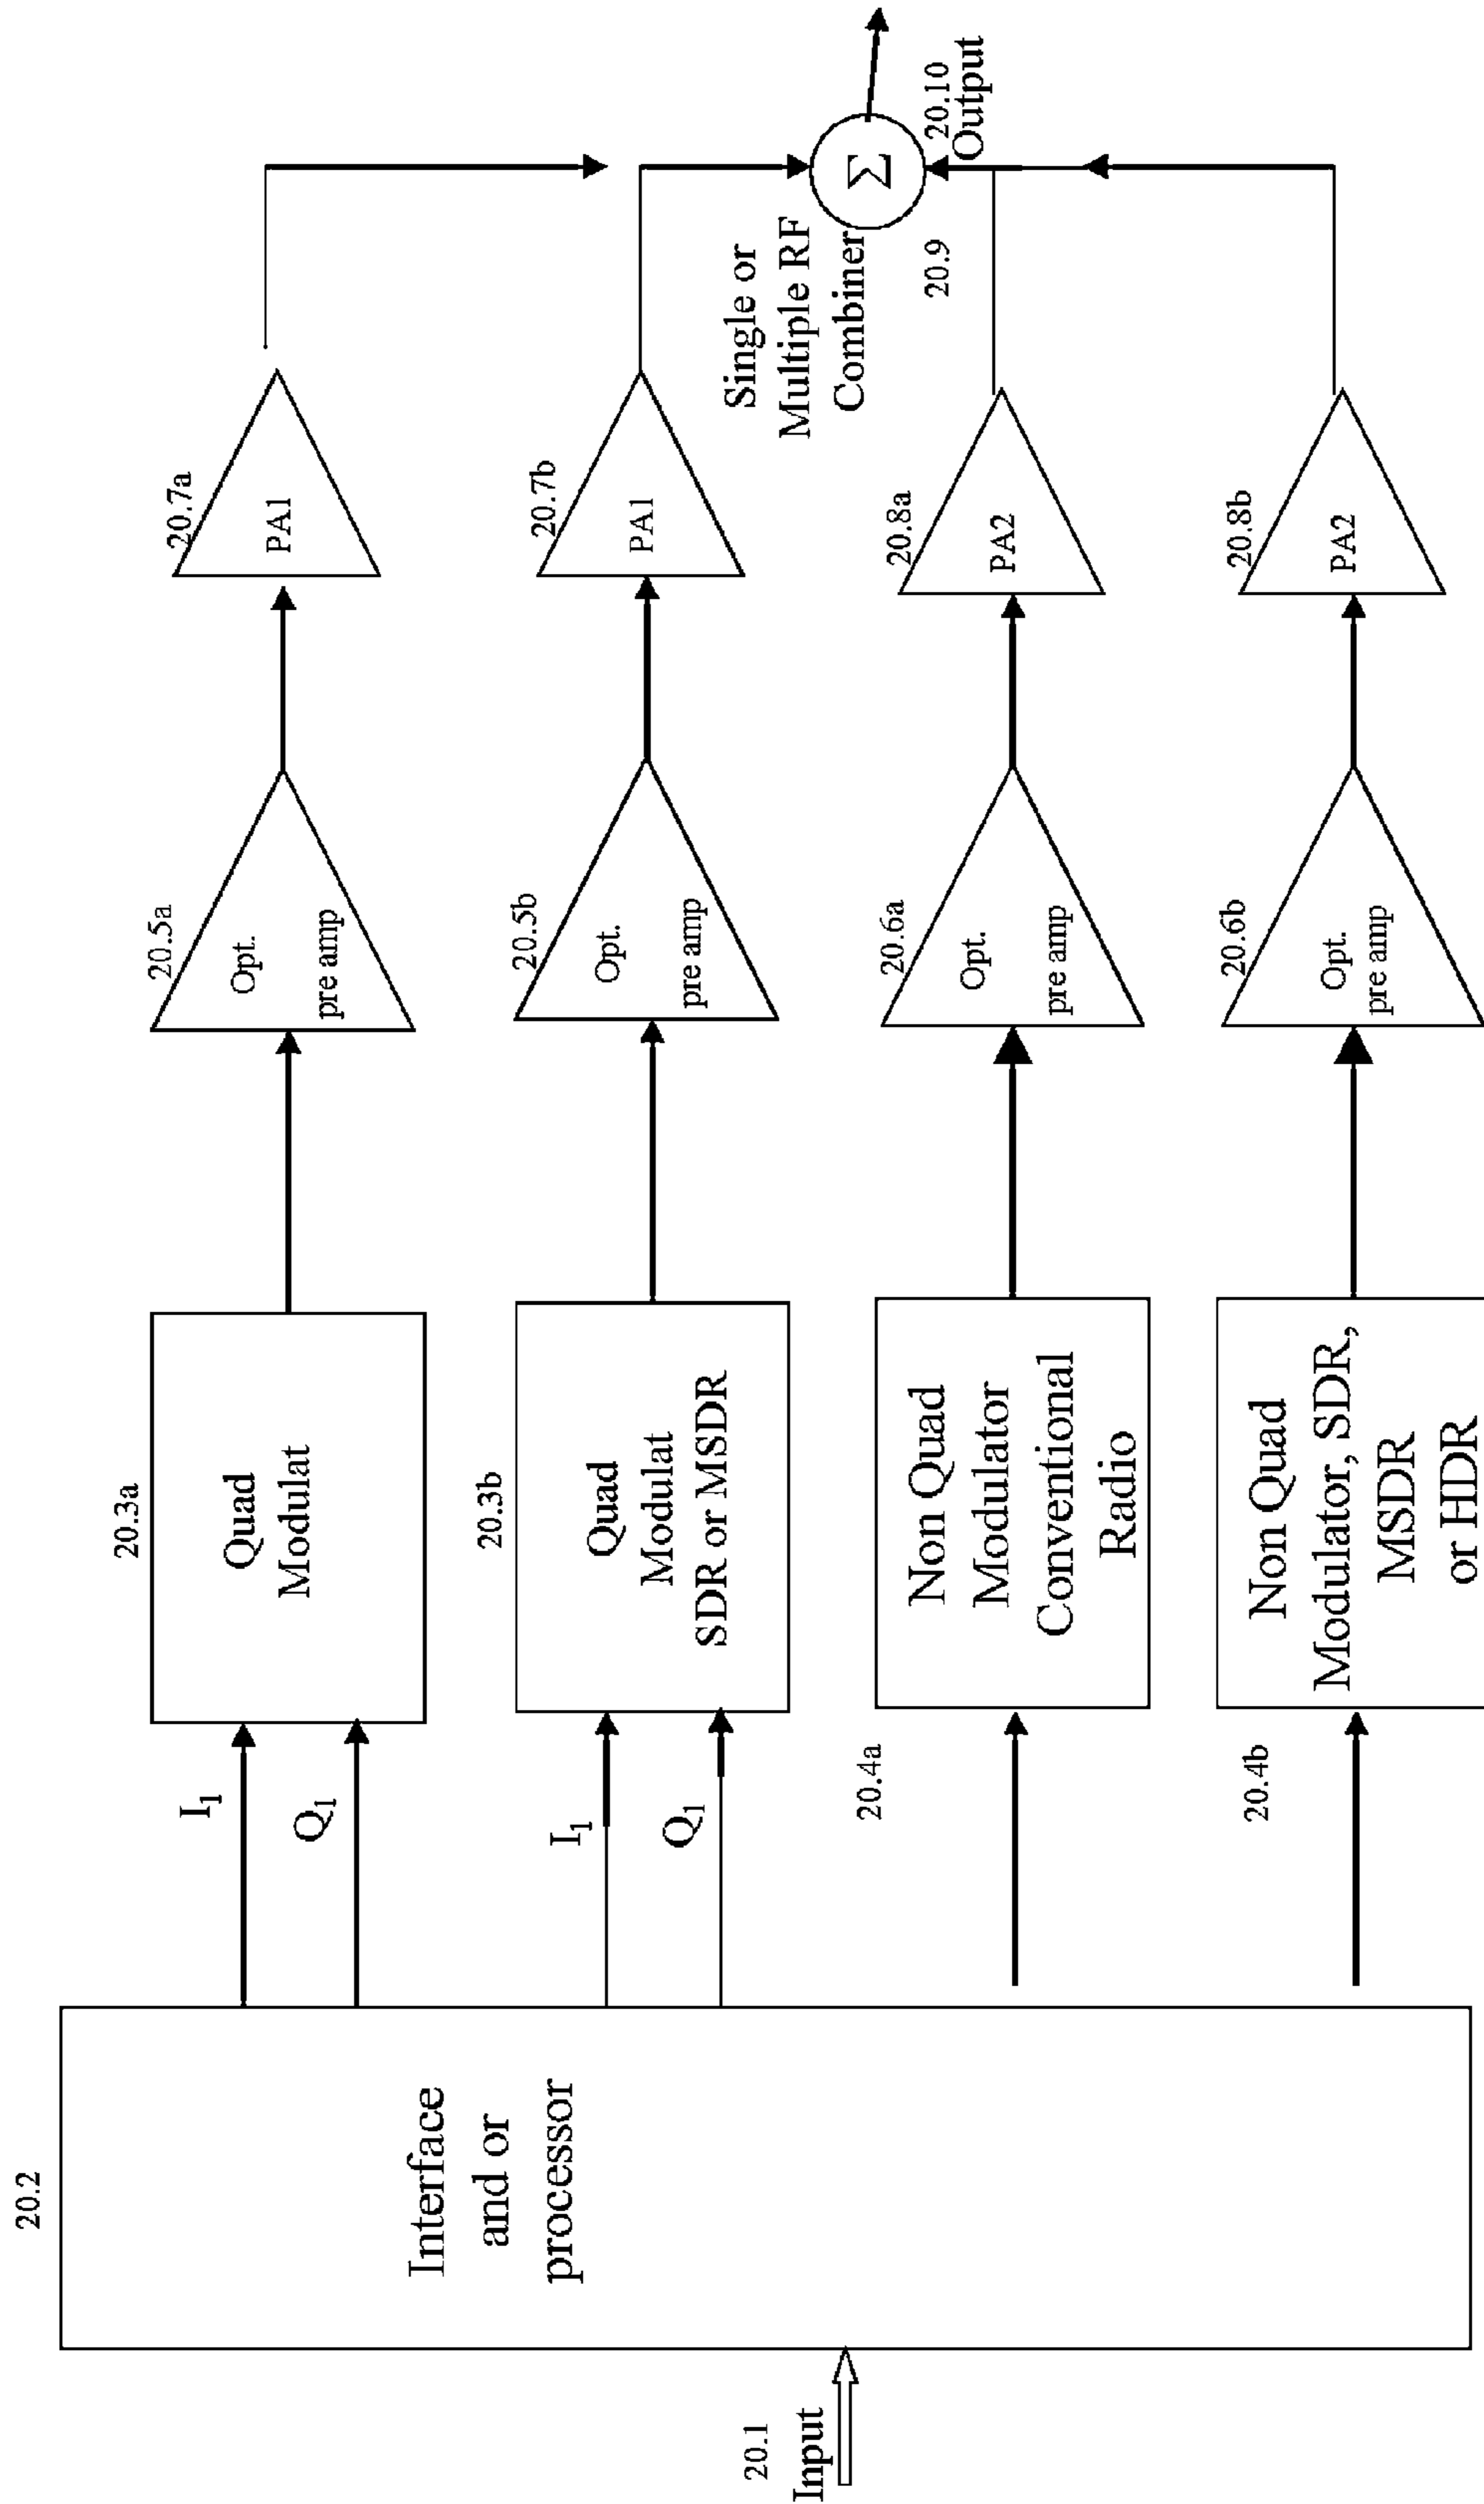 20.1
Input
20.2
Interface
and or
processor
I1
Q1
20.3a
Quad
Modulat
20.5a
Opt.
pre amp
20.7a
PA1
I1
Q1
20.3b
Quad
Modulat
SDR or MSDR
20.5b
Opt.
pre amp
20.7b
PA1
Single or
Multiple RF
Combiner
Σ
20.9
20.10
Output
20.4a
Non Quad
Modulator
Conventional
Radio
20.6a
Opt.
pre amp
20.8a
PA2
20.4b
Non Quad
Modulator, SDR,
MSDR
or HDR
20.6b
Opt.
pre amp
20.8b
PA2